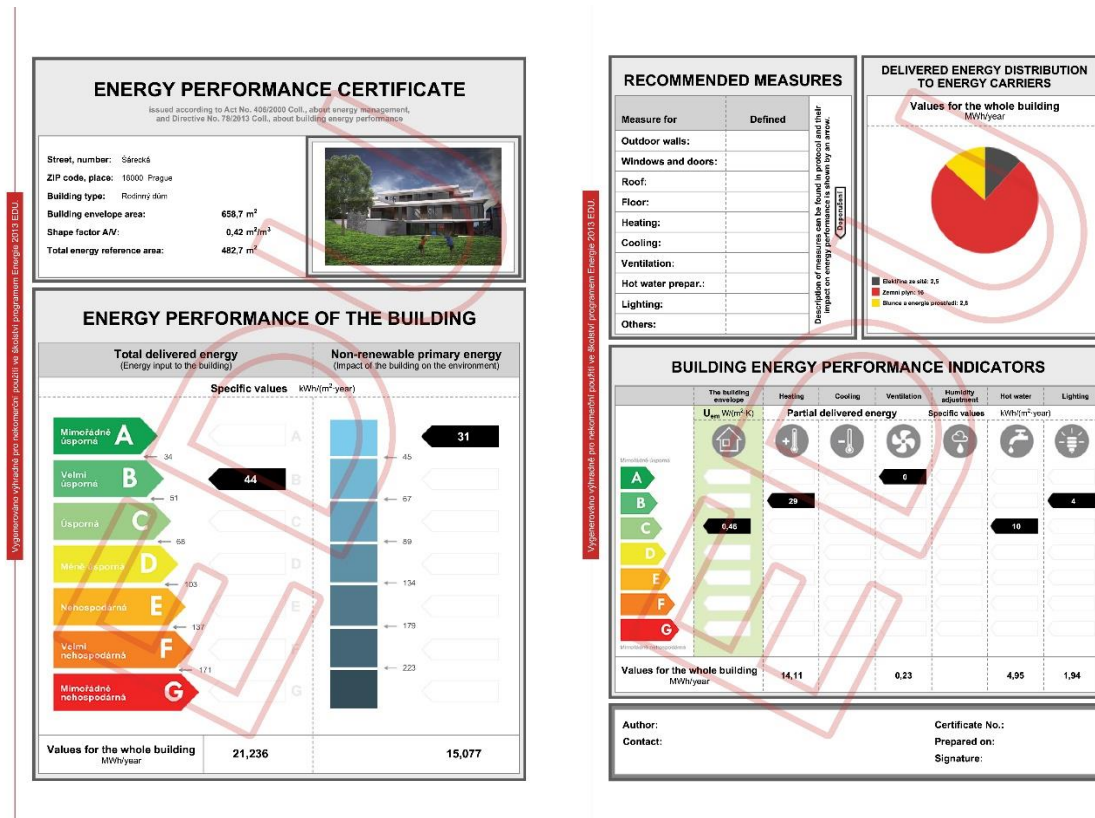 ENERGY PERFORMANCE CERTIFICATE
issued according to Act No. 406/2000 Coll., about energy management,
and Directive No. 78/2013 Coll., about building energy performance
Street, number: Šárecká
ZIP code, place: 16000 Prague
Building type: Rodinný dům
Building envelope area: 658,7 m²
Shape factor A/V: 0,42 m²/m³
Total energy reference area: 482,7 m²
ENERGY PERFORMANCE OF THE BUILDING
Total delivered energy
(Energy input to the building)
Non-renewable primary energy
(Impact of the building on the environment)
Specific values kWh/(m²·year)
Mimořádně úsporná A
A
31
34
45
Velmi úsporná B
44
B
51
67
Úsporná C
C
68
89
Méně úsporná D
D
103
134
Nehospodárná E
E
137
179
Velmi nehospodárná F
F
171
223
Mimořádně nehospodárná G
G
Values for the whole building
MWh/year
21,236
15,077
Vygenerováno výhradně pro nekomerční použití ve školství programem Energie 2013 EDU.
RECOMMENDED MEASURES
Measure for Defined
Outdoor walls:
Windows and doors:
Roof:
Floor:
Heating:
Cooling:
Ventilation:
Hot water prepar.:
Lighting:
Others:
Description of measures can be found in protocol and their
impact on energy performance is shown by an arrow.
Doporučení
DELIVERED ENERGY DISTRIBUTION
TO ENERGY CARRIERS
Values for the whole building
MWh/year
Elektřina ze sítě: 2,5
Zemní plyn: 16
Slunce a energie prostředí: 2,8
BUILDING ENERGY PERFORMANCE INDICATORS
The building envelope
Heating
Cooling
Ventilation
Humidity adjustment
Hot water
Lighting
Uem W/(m²·K)
Partial delivered energy
Specific values kWh/(m²·year)
Mimořádně úsporná
A
0
B
29
4
C
0,46
10
D
E
F
G
Mimořádně nehospodárná
Values for the whole building
MWh/year
14,11
0,23
4,95
1,94
Author:
Contact:
Certificate No.:
Prepared on:
Signature:
Vygenerováno výhradně pro nekomerční použití ve školství programem Energie 2013 EDU.
EDU
EDU